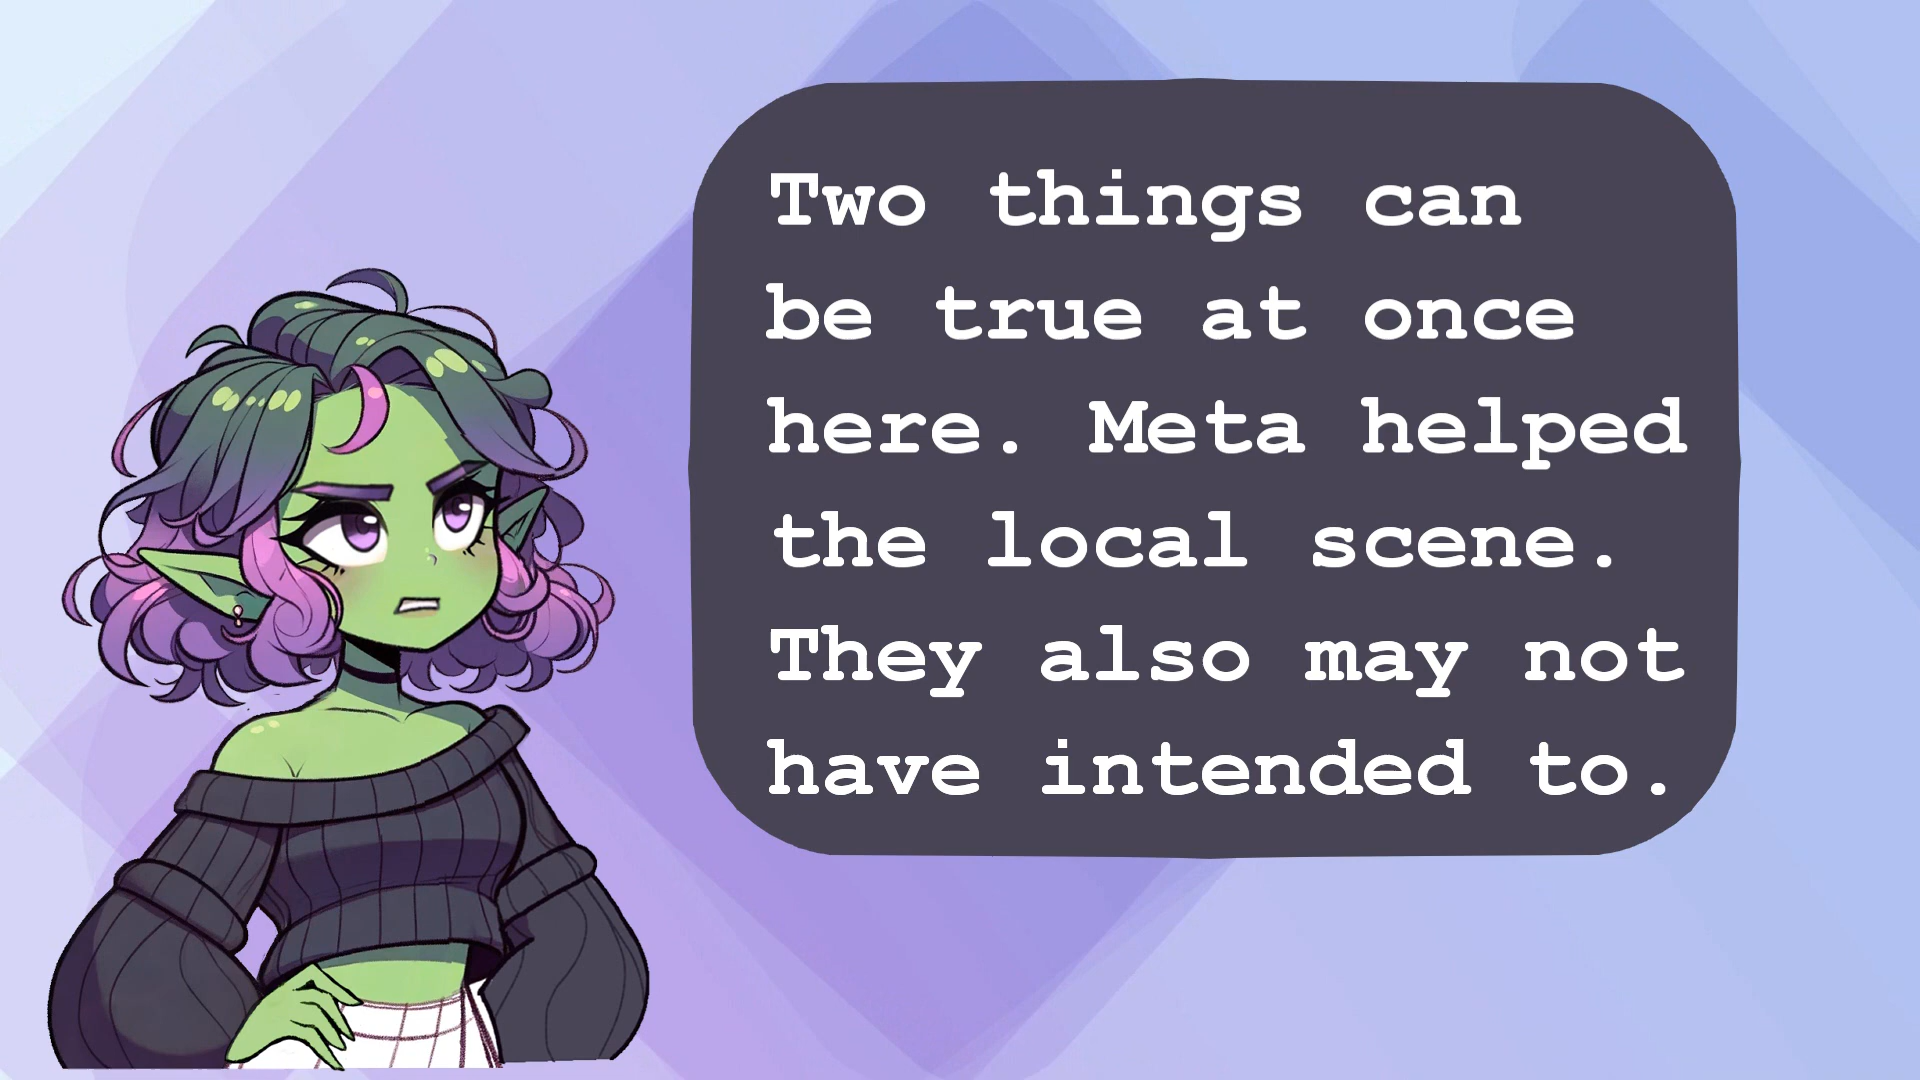 Two things can
be true at once
here. Meta helped
the local scene.
They also may not
have intended to.